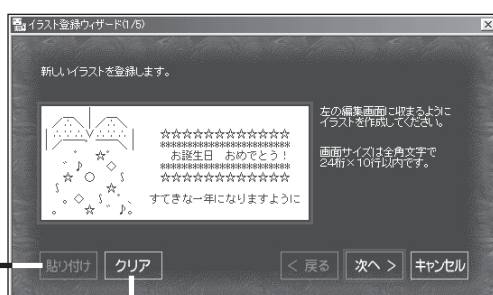 イラスト登録ウィザード(1/5)
新しいイラストを登録します。
☆☆☆☆☆☆☆☆☆☆☆☆
************************
お誕生日 おめでとう!
************************
☆☆☆☆☆☆☆☆☆☆☆☆
すてきな一年になりますように
左の編集画面に収まるように
イラストを作成してください。
画面サイズは全角文字で
24桁×10行以内です。
貼り付け クリア < 戻る 次へ > キャンセル